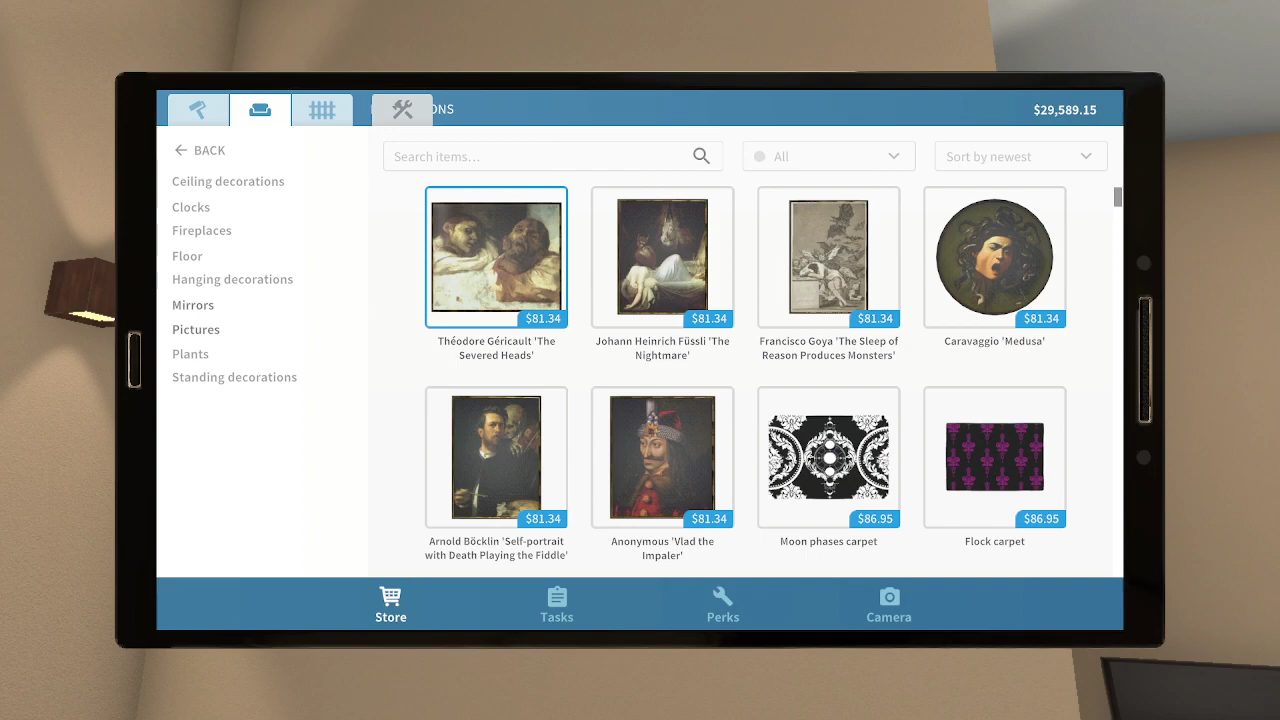 ONS
$29,589.15
BACK
Search items...
All
Sort by newest
Ceiling decorations
Clocks
Fireplaces
Floor
Hanging decorations
Mirrors
Pictures
Plants
Standing decorations
$81.34
$81.34
$81.34
$81.34
Théodore Géricault 'The
Severed Heads'
Johann Heinrich Füssli 'The
Nightmare'
Francisco Goya 'The Sleep of
Reason Produces Monsters'
Caravaggio 'Medusa'
$81.34
$81.34
$86.95
$86.95
Arnold Böcklin 'Self-portrait
with Death Playing the Fiddle'
Anonymous 'Vlad the
Impaler'
Moon phases carpet
Flock carpet
Store
Tasks
Perks
Camera